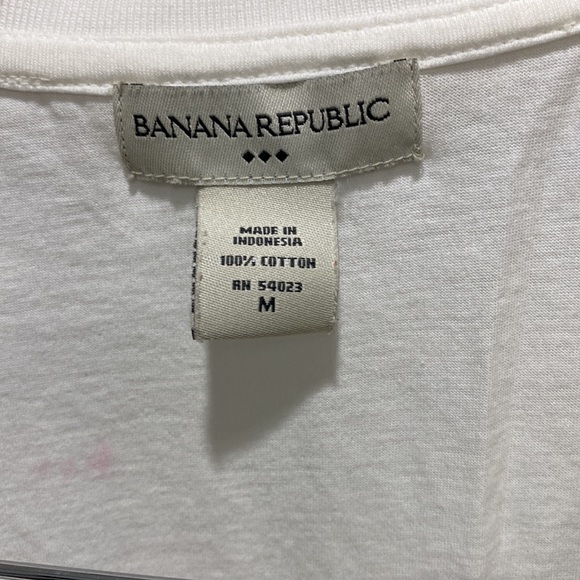 BANANA REPUBLIC
MADE IN
INDONESIA
100% COTTON
RN 54023
M